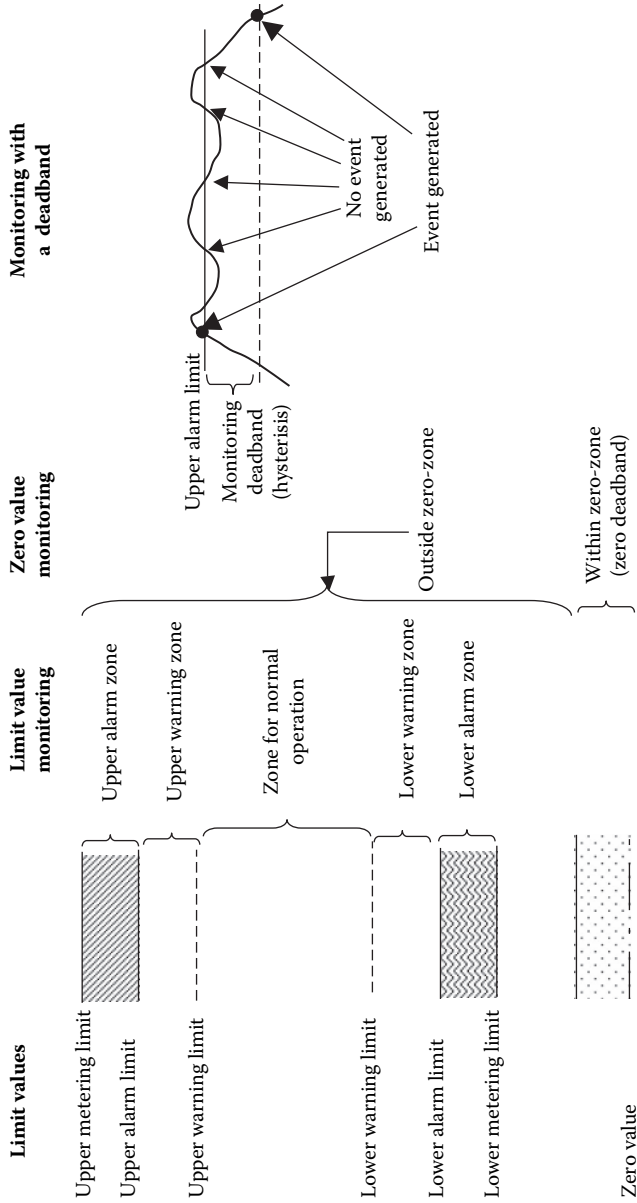 Limit values
Limit value
monitoring
Zero value
monitoring
Monitoring with
a deadband
Upper metering limit
Upper alarm limit
Upper warning limit
Lower warning limit
Lower alarm limit
Lower metering limit
Zero value
Upper alarm zone
Upper warning zone
Zone for normal
operation
Lower warning zone
Lower alarm zone
Outside zero-zone
Within zero-zone
(zero deadband)
Upper alarm limit
Monitoring
deadband
(hysterisis)
No event
generated
Event generated